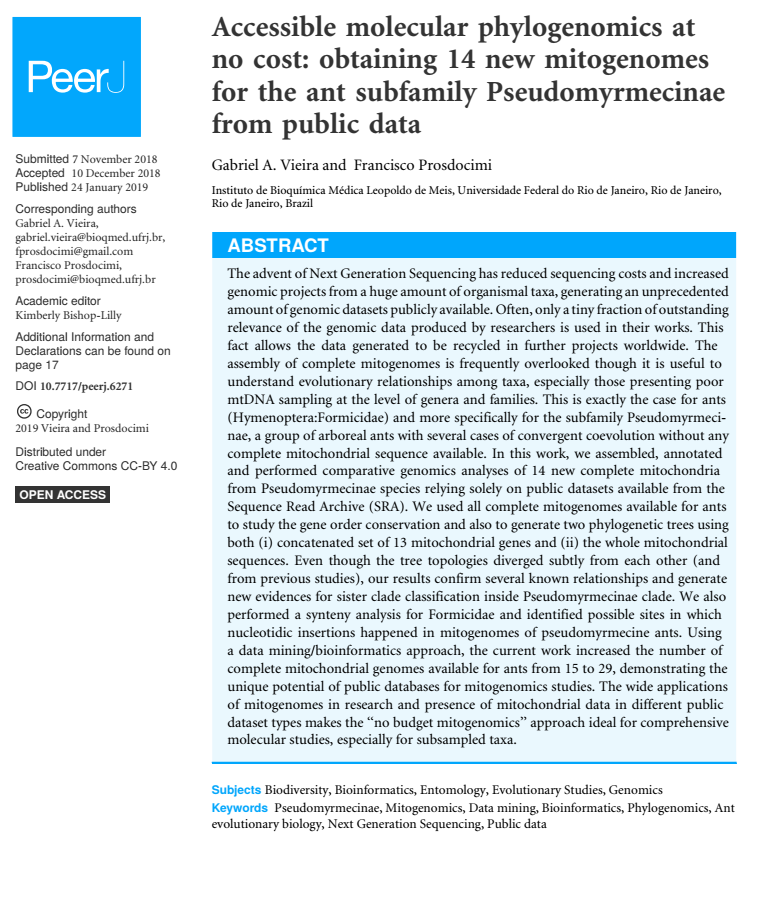 PeerJ
Submitted 7 November 2018
Accepted 10 December 2018
Published 24 January 2019
Corresponding authors
Gabriel A. Vieira,
gabriel.vieira@bioqmed.ufrj.br,
fprosdocimi@gmail.com
Francisco Prosdocimi,
prosdocimi@bioqmed.ufrj.br
Academic editor
Kimberly Bishop-Lilly
Additional Information and
Declarations can be found on
page 17
DOI 10.7717/peerj.6271
cc Copyright
2019 Vieira and Prosdocimi
Distributed under
Creative Commons CC-BY 4.0
OPEN ACCESS
Accessible molecular phylogenomics at
no cost: obtaining 14 new mitogenomes
for the ant subfamily Pseudomyrmecinae
from public data
Gabriel A. Vieira and Francisco Prosdocimi
Instituto de Bioquímica Médica Leopoldo de Meis, Universidade Federal do Rio de Janeiro, Rio de Janeiro,
Rio de Janeiro, Brazil
ABSTRACT
The advent of Next Generation Sequencing has reduced sequencing costs and increased
genomic projects from a huge amount of organismal taxa, generating an unprecedented
amount of genomic datasets publicly available. Often, only a tiny fraction of outstanding
relevance of the genomic data produced by researchers is used in their works. This
fact allows the data generated to be recycled in further projects worldwide. The
assembly of complete mitogenomes is frequently overlooked though it is useful to
understand evolutionary relationships among taxa, especially those presenting poor
mtDNA sampling at the level of genera and families. This is exactly the case for ants
(Hymenoptera:Formicidae) and more specifically for the subfamily Pseudomyrmeci-
nae, a group of arboreal ants with several cases of convergent coevolution without any
complete mitochondrial sequence available. In this work, we assembled, annotated
and performed comparative genomics analyses of 14 new complete mitochondria
from Pseudomyrmecinae species relying solely on public datasets available from the
Sequence Read Archive (SRA). We used all complete mitogenomes available for ants
to study the gene order conservation and also to generate two phylogenetic trees using
both (i) concatenated set of 13 mitochondrial genes and (ii) the whole mitochondrial
sequences. Even though the tree topologies diverged subtly from each other (and
from previous studies), our results confirm several known relationships and generate
new evidences for sister clade classification inside Pseudomyrmecinae clade. We also
performed a synteny analysis for Formicidae and identified possible sites in which
nucleotidic insertions happened in mitogenomes of pseudomyrmecine ants. Using
a data mining/bioinformatics approach, the current work increased the number of
complete mitochondrial genomes available for ants from 15 to 29, demonstrating the
unique potential of public databases for mitogenomics studies. The wide applications
of mitogenomes in research and presence of mitochondrial data in different public
dataset types makes the “no budget mitogenomics” approach ideal for comprehensive
molecular studies, especially for subsampled taxa.
Subjects Biodiversity, Bioinformatics, Entomology, Evolutionary Studies, Genomics
Keywords Pseudomyrmecinae, Mitogenomics, Data mining, Bioinformatics, Phylogenomics, Ant
evolutionary biology, Next Generation Sequencing, Public data